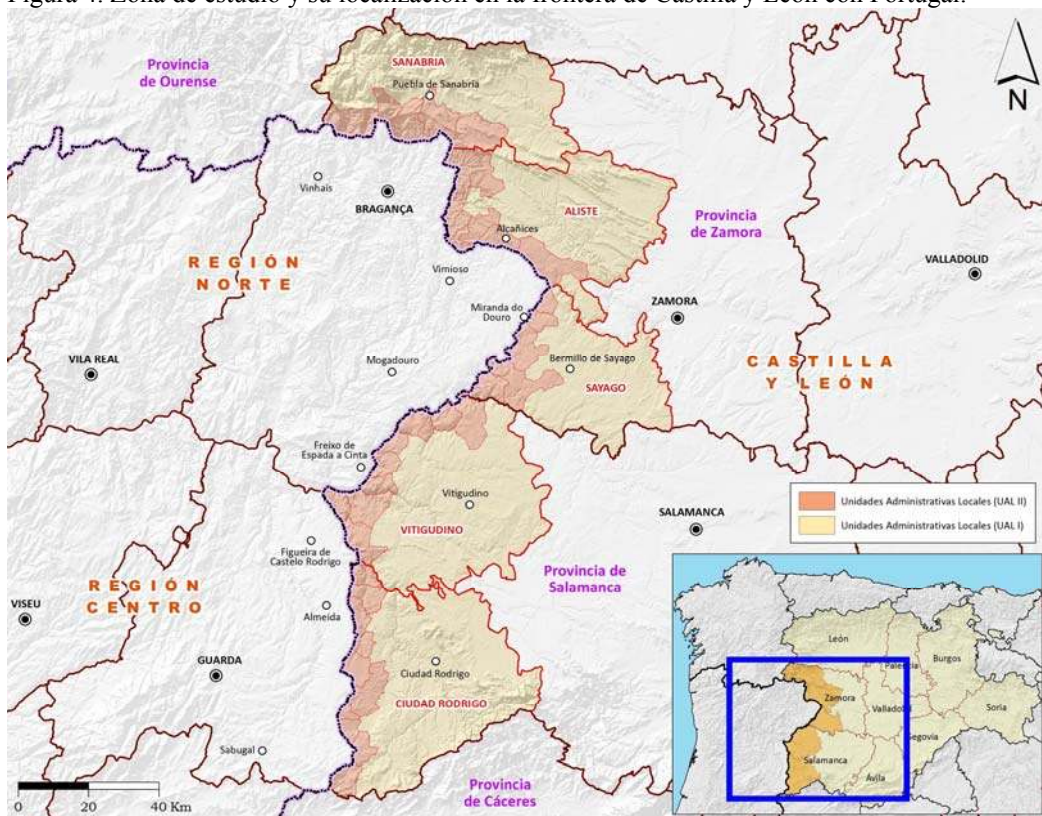 Figura 4. Zona de estudio y su localización en la frontera de Castilla y León con Portugal.
Provincia
de Ourense
SANABRIA
Puebla de Sanabria
N
Vinhais
BRAGANÇA
ALISTE
Provincia
de Zamora
Alcañices
REGIÓN
NORTE
Vimioso
VALLADOLID
Miranda do
Douro
ZAMORA
VILA REAL
Mogadouro
Bermillo de Sayago
SAYAGO
CASTILLA
Y LEÓN
Freixo de
Espada a Cinta
Vitigudino
VITIGUDINO
SALAMANCA
Unidades Administrativas Locales (UAL II)
Unidades Administrativas Locales (UAL I)
Figueira de
Castelo Rodrigo
Provincia de
Salamanca
REGIÓN
CENTRO
VISEU
Almeida
GUARDA
Ciudad Rodrigo
CIUDAD RODRIGO
Sabugal
Provincia
de Cáceres
0 20 40 Km
León
Palencia
Burgos
Zamora
Valladolid
Soria
Segovia
Salamanca
Ávila